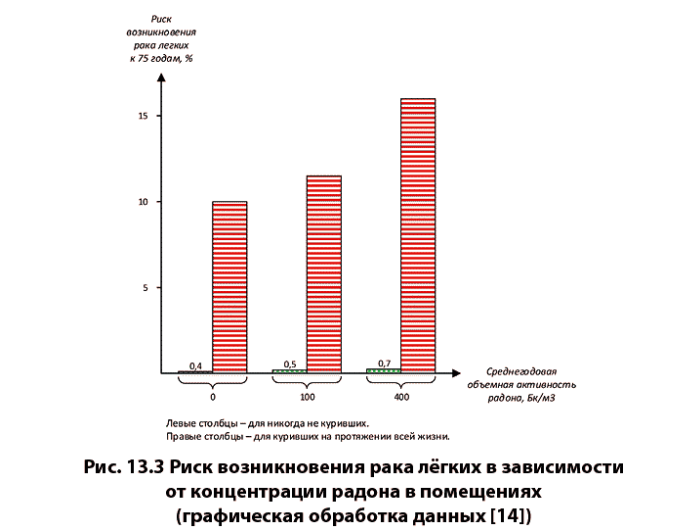 Риск
возникновения
рака легких
к 75 годам, %
15
10
5
0,4
0,5
0,7
0
100
400
Среднегодовая
объемная активность
радона, Бк/м3
Левые столбцы – для никогда не куривших.
Правые столбцы – для куривших на протяжении всей жизни.
Рис. 13.3 Риск возникновения рака лёгких в зависимости
от концентрации радона в помещениях
(графическая обработка данных [14])